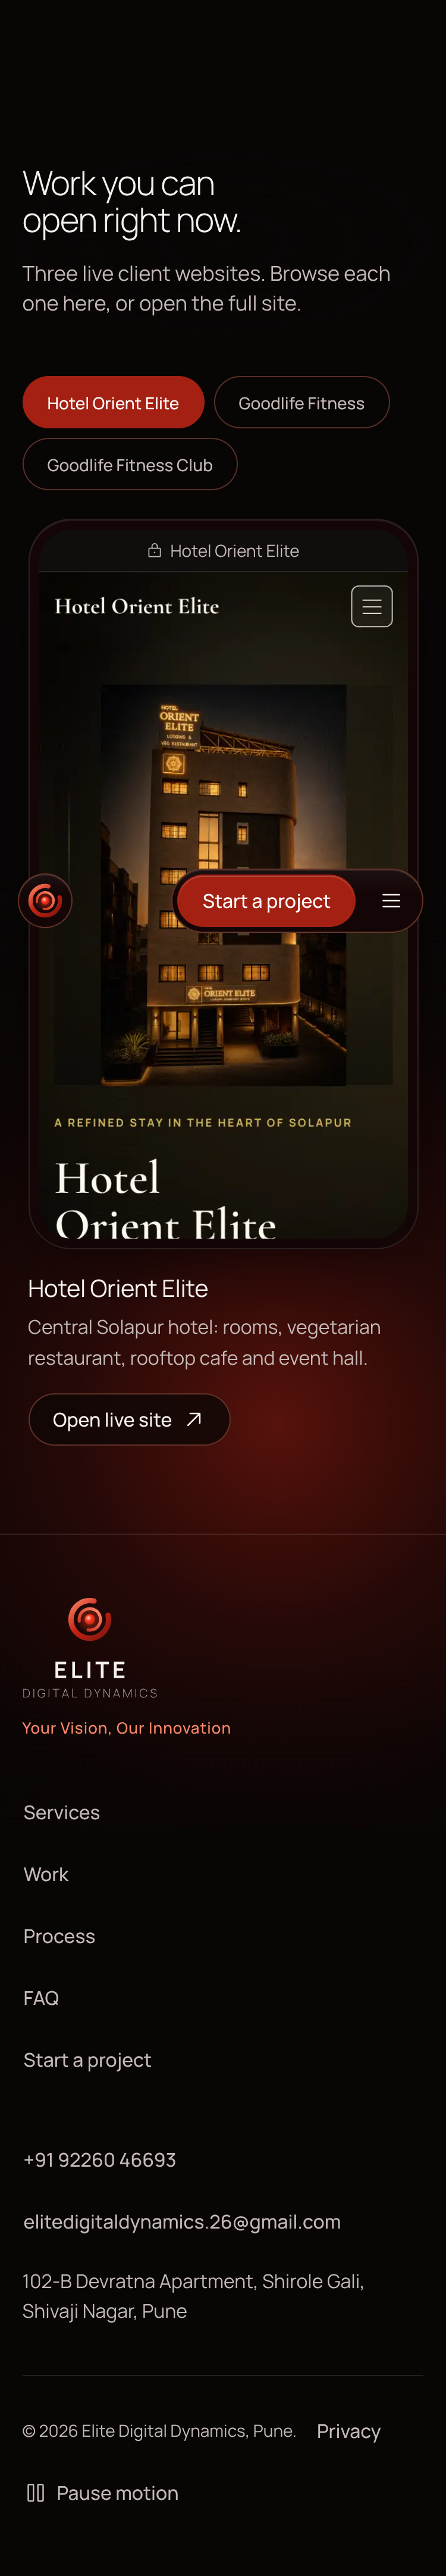 Work you can
open right now.
Three live client websites. Browse each
one here, or open the full site.
Hotel Orient Elite
Goodlife Fitness
Goodlife Fitness Club
Hotel Orient Elite
Hotel Orient Elite
HOTEL
ORIENT
ELITE
LODGING &
Start a project
HOTEL
ORIENT ELITE
A REFINED STAY IN THE HEART OF SOLAPUR
Hotel
Orient Elite
Hotel Orient Elite
Central Solapur hotel: rooms, vegetarian
restaurant, rooftop cafe and event hall.
Open live site
ELITE
DIGITAL DYNAMICS
Your Vision, Our Innovation
Services
Work
Process
FAQ
Start a project
+91 92260 46693
elitedigitaldynamics.26@gmail.com
102-B Devratna Apartment, Shirole Gali,
Shivaji Nagar, Pune
© 2026 Elite Digital Dynamics, Pune. Privacy
Pause motion